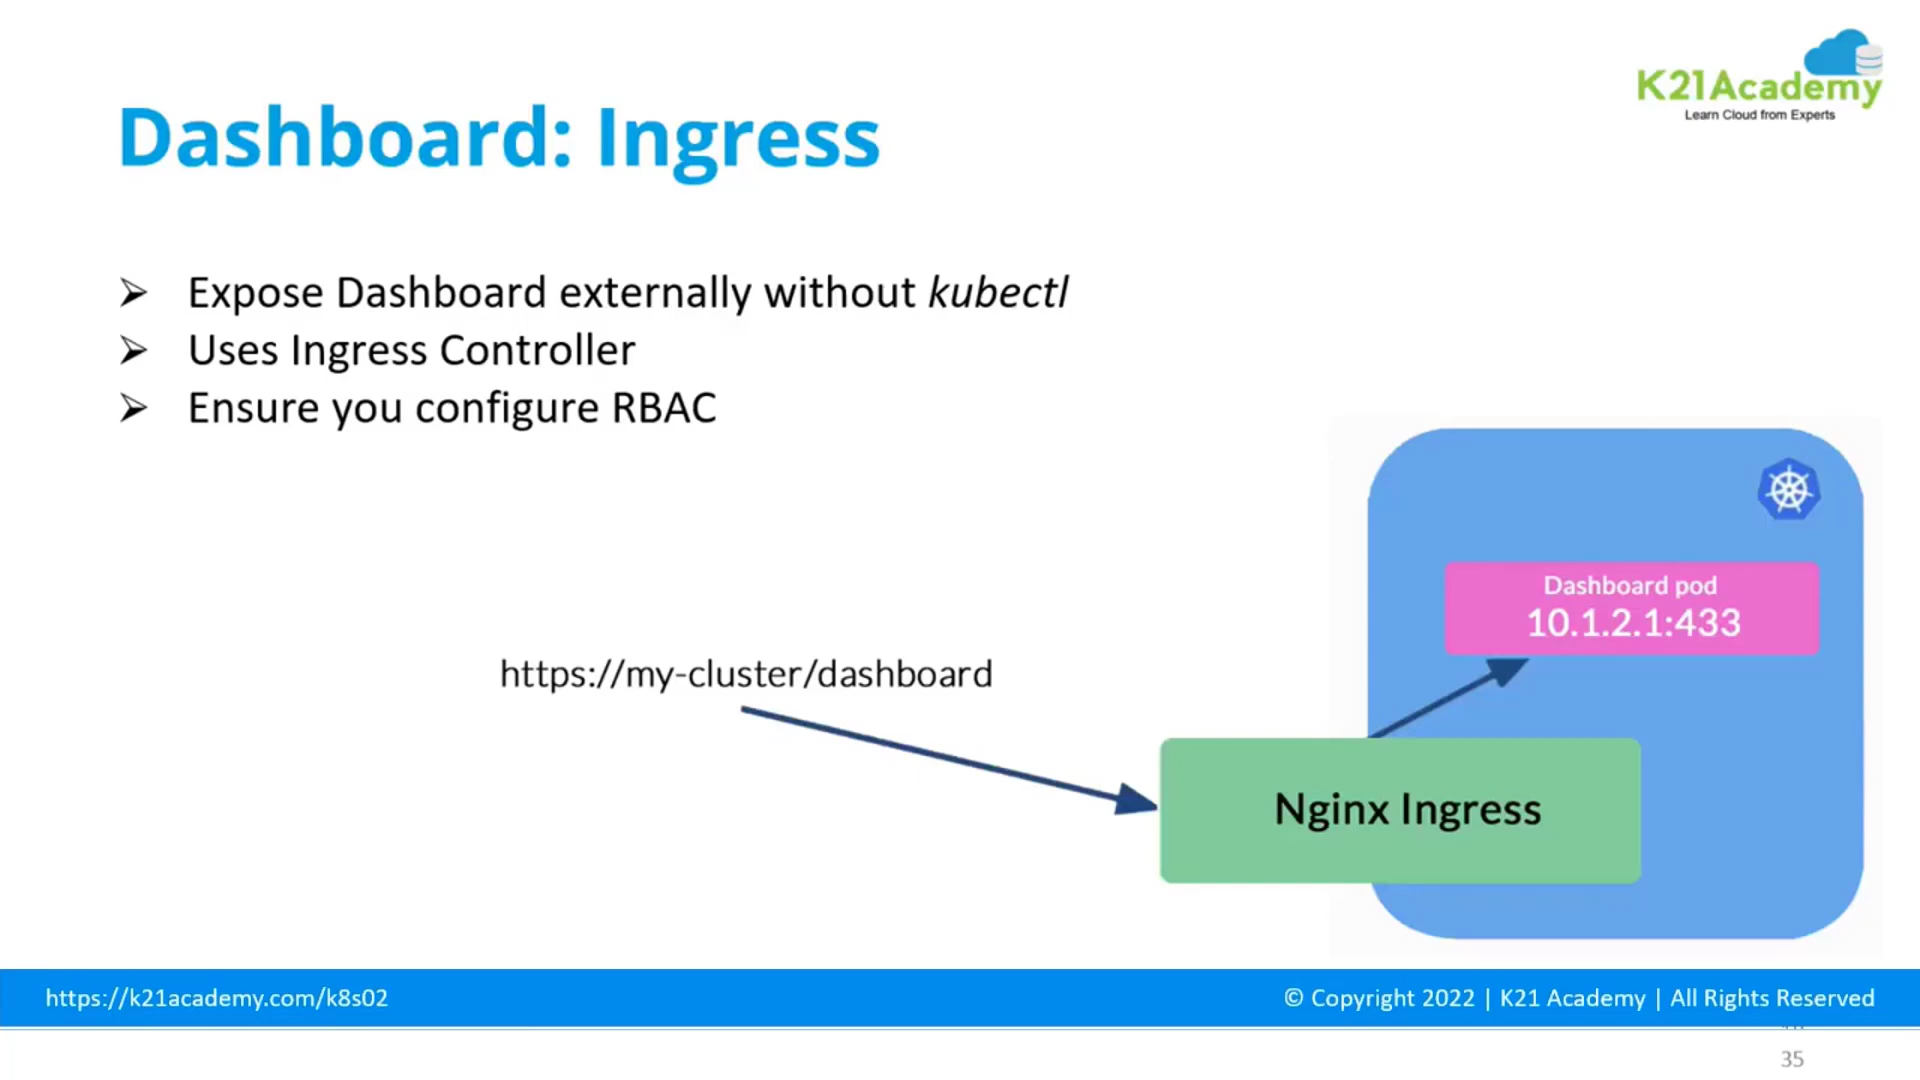 K21Academy
Learn Cloud from Experts
Dashboard: Ingress
Expose Dashboard externally without kubectl
Uses Ingress Controller
Ensure you configure RBAC
Dashboard pod
10.1.2.1:433
https://my-cluster/dashboard
Nginx Ingress
https://k21academy.com/k8s02
© Copyright 2022 | K21 Academy | All Rights Reserved
35